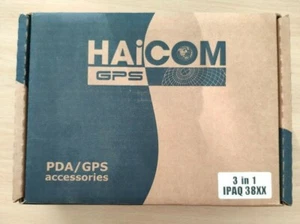 HAiCOM
GPS
PDA/GPS
accessories
3 in 1
IPAQ 38XX